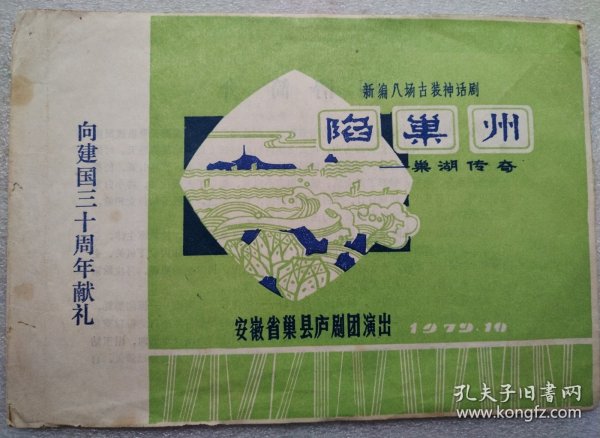 向建国三十周年献礼
新编八场古装神话剧
陷巢州
——巢湖传奇
安徽省巢县庐剧团演出
1979.10
孔夫子旧书网
www.kongfz.com